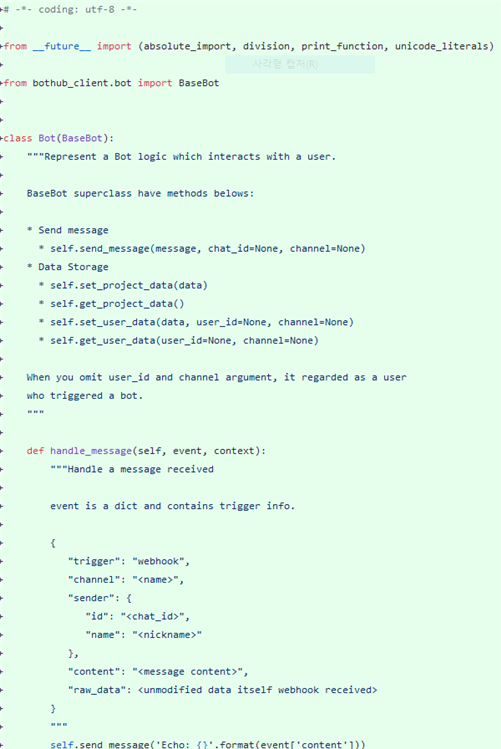 +# -*- coding: utf-8 -*-
+
+from __future__ import (absolute_import, division, print_function, unicode_literals)
+
사각형 캡처(R)
+from bothub_client.bot import BaseBot
+
+
+class Bot(BaseBot):
+    """Represent a Bot logic which interacts with a user.
+
+    BaseBot superclass have methods belows:
+
+    * Send message
+      * self.send_message(message, chat_id=None, channel=None)
+    * Data Storage
+      * self.set_project_data(data)
+      * self.get_project_data()
+      * self.set_user_data(data, user_id=None, channel=None)
+      * self.get_user_data(user_id=None, channel=None)
+
+    When you omit user_id and channel argument, it regarded as a user
+    who triggered a bot.
+    """
+
+    def handle_message(self, event, context):
+        """Handle a message received
+
+        event is a dict and contains trigger info.
+
+        {
+           "trigger": "webhook",
+           "channel": "<name>",
+           "sender": {
+              "id": "<chat_id>",
+              "name": "<nickname>"
+           },
+           "content": "<message content>",
+           "raw_data": <unmodified data itself webhook received>
+        }
+        """
+        self.send_message('Echo: {}'.format(event['content']))